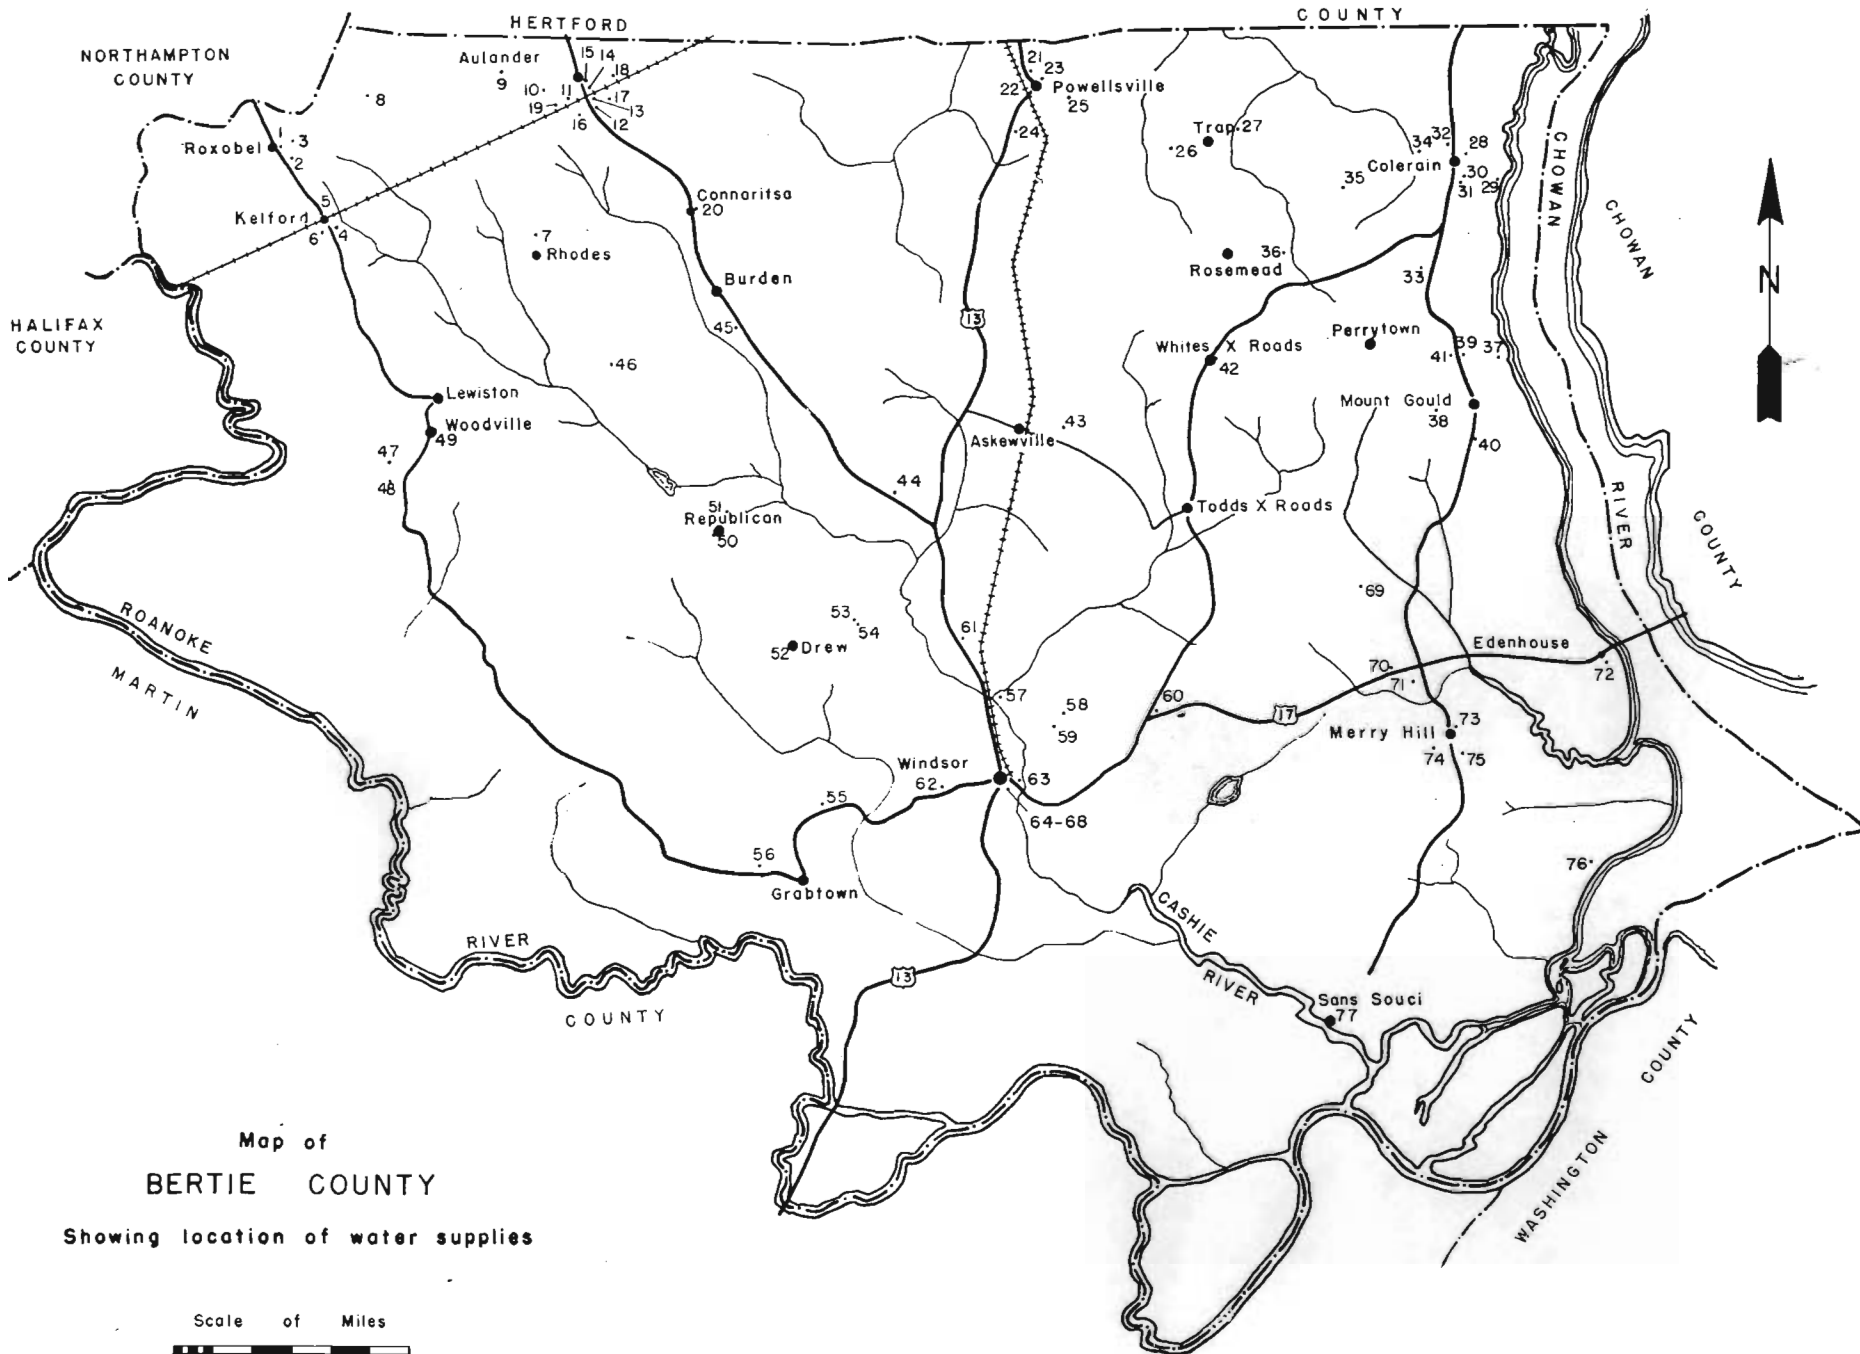 HERTFORD COUNTY
NORTHAMPTON
COUNTY
Aulander
9
15 14
18
10
11
17
19
13
16
12
8
Roxobel
1
3
2
Kelford
5
6
4
7
Rhodes
Connaritsa
20
Burden
45
46
21
23
22
Powellsville
25
24
Trap
27
26
34
32
28
Colerain
30
29
31
35
36
Rosemead
33
CHOWAN
RIVER
CHOWAN
COUNTY
N
HALIFAX
COUNTY
13
Whites X Roads
42
Perrytown
39
37
41
Mount Gould
38
40
Lewiston
Woodville
49
47
48
43
Askewville
44
51
Republican
50
Todds X Roads
ROANOKE
MARTIN
53
54
52
Drew
61
69
Edenhouse
70
72
71
57
58
59
60
17
73
Merry Hill
74
75
Windsor
62
63
64-68
55
56
Grabtown
76
RIVER
COUNTY
13
CASHIE
RIVER
Sans Souci
77
COUNTY
WASHINGTON
Map of
BERTIE COUNTY
Showing location of water supplies
Scale of Miles